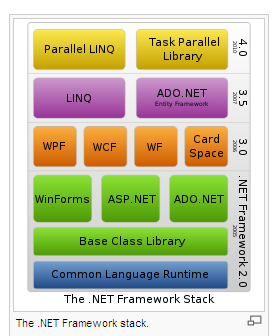 Parallel LINQ
Task Parallel
Library
4.0
2010
LINQ
ADO.NET
Entity Framework
3.5
2007
WPF
WCF
WF
Card
Space
3.0
2006
WinForms
ASP.NET
ADO.NET
Base Class Library
Common Language Runtime
.NET Framework 2.0
2005
The .NET Framework Stack
The .NET Framework stack.